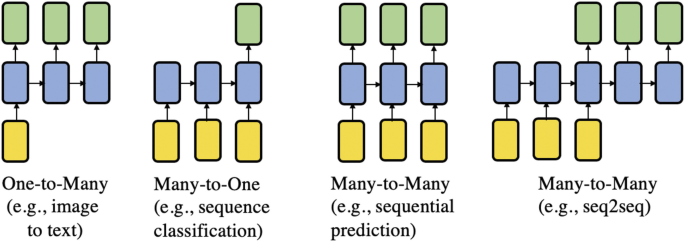 One-to-Many
(e.g., image
to text)
Many-to-One
(e.g., sequence
classification)
Many-to-Many
(e.g., sequential
prediction)
Many-to-Many
(e.g., seq2seq)